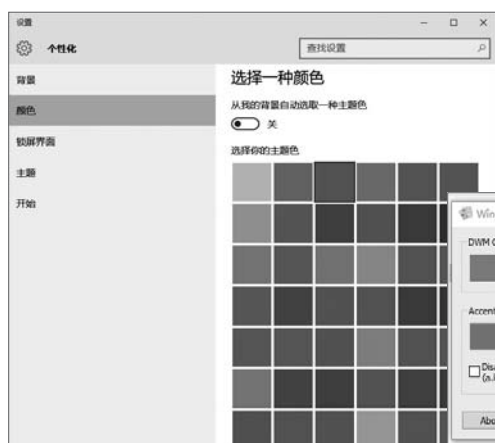 设置
个性化
查找设置
背景
颜色
锁屏界面
主题
开始
选择一种颜色
从我的背景自动选取一种主题色
关
选择你的主题色
Win
DWM C
Accent
Disa
(a.l
Abo